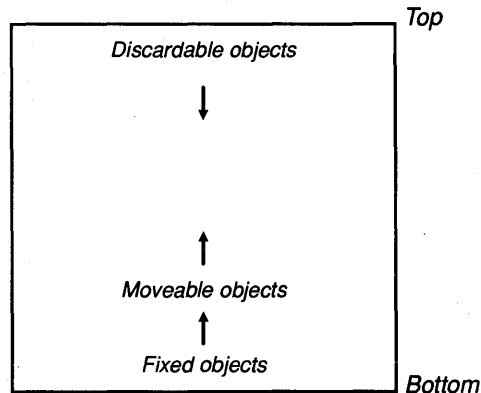 Top
Discardable objects
Moveable objects
Fixed objects
Bottom